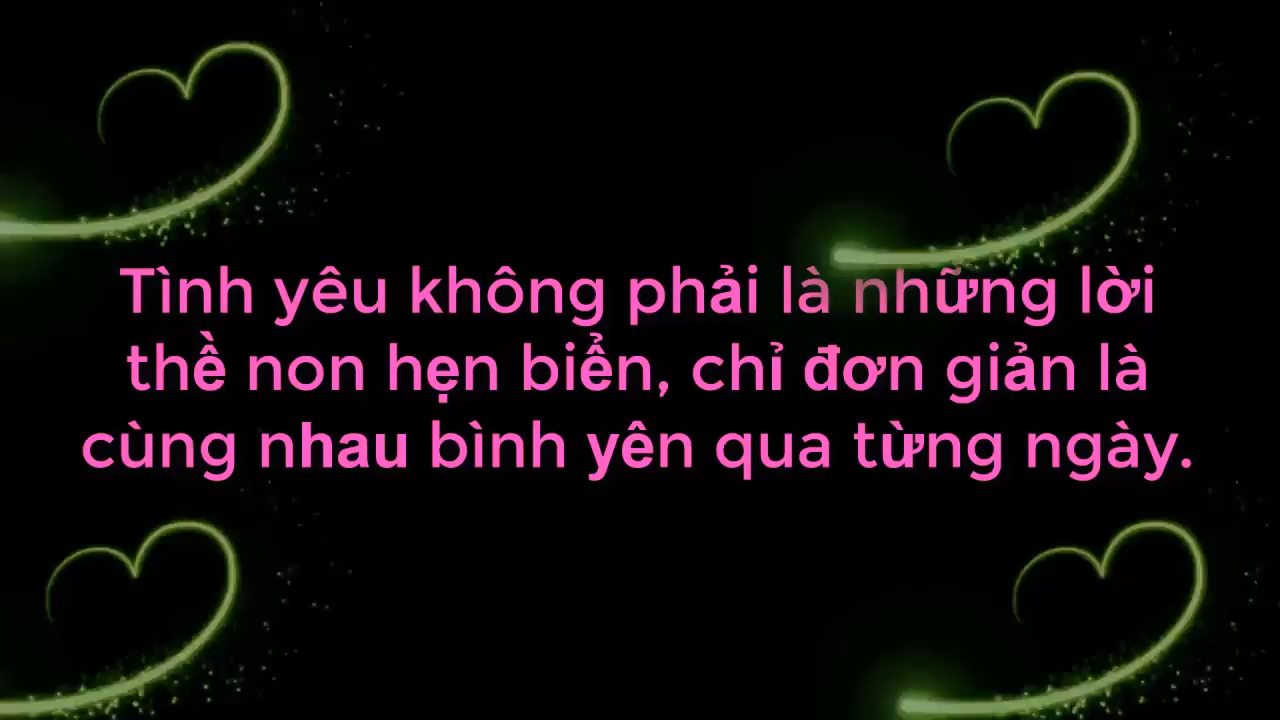 Tình yêu không phải là những lời
thề non hẹn biển, chỉ đơn giản là
cùng nhau bình yên qua từng ngày.